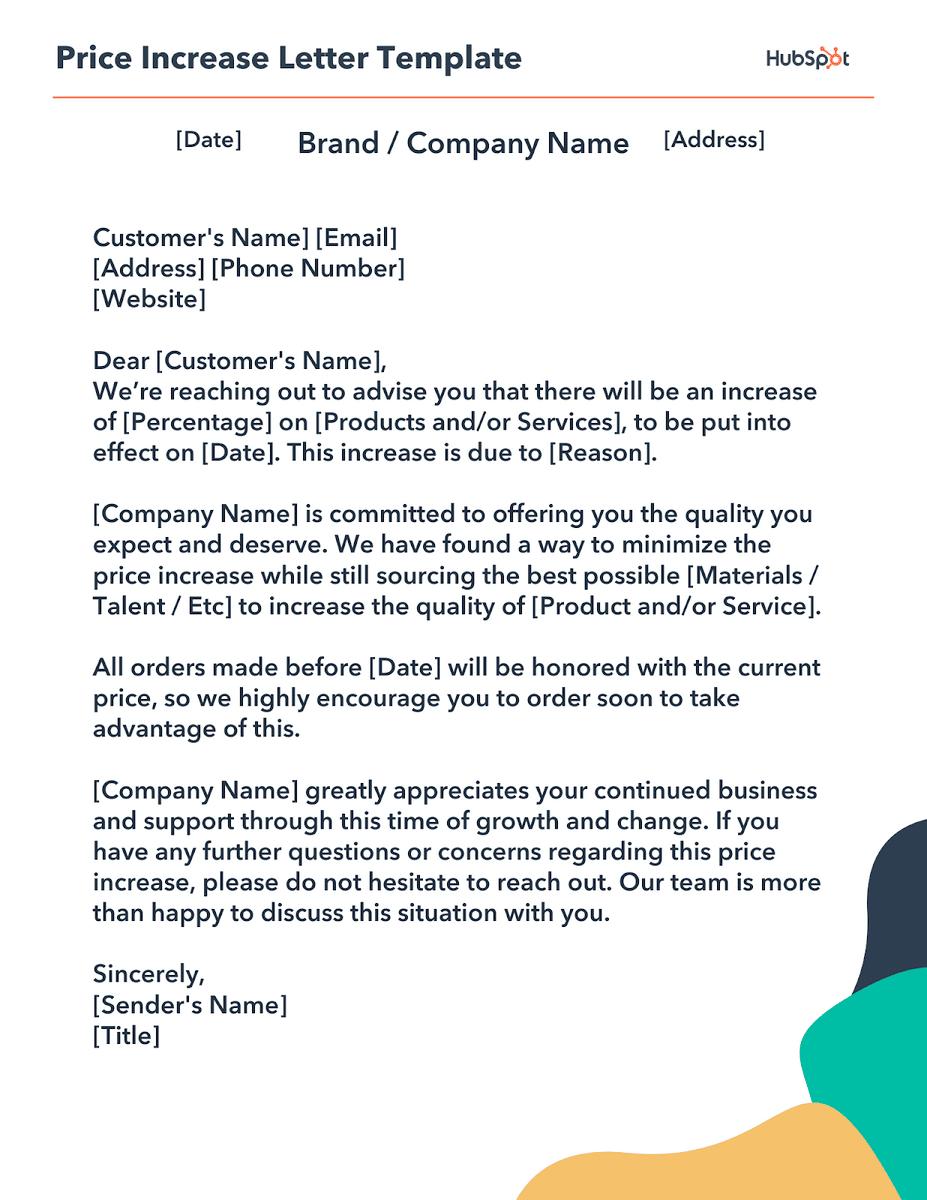 Price Increase Letter Template
HubSpot
[Date] Brand / Company Name [Address]
Customer's Name] [Email]
[Address] [Phone Number]
[Website]
Dear [Customer's Name],
We’re reaching out to advise you that there will be an increase
of [Percentage] on [Products and/or Services], to be put into
effect on [Date]. This increase is due to [Reason].
[Company Name] is committed to offering you the quality you
expect and deserve. We have found a way to minimize the
price increase while still sourcing the best possible [Materials /
Talent / Etc] to increase the quality of [Product and/or Service].
All orders made before [Date] will be honored with the current
price, so we highly encourage you to order soon to take
advantage of this.
[Company Name] greatly appreciates your continued business
and support through this time of growth and change. If you
have any further questions or concerns regarding this price
increase, please do not hesitate to reach out. Our team is more
than happy to discuss this situation with you.
Sincerely,
[Sender's Name]
[Title]